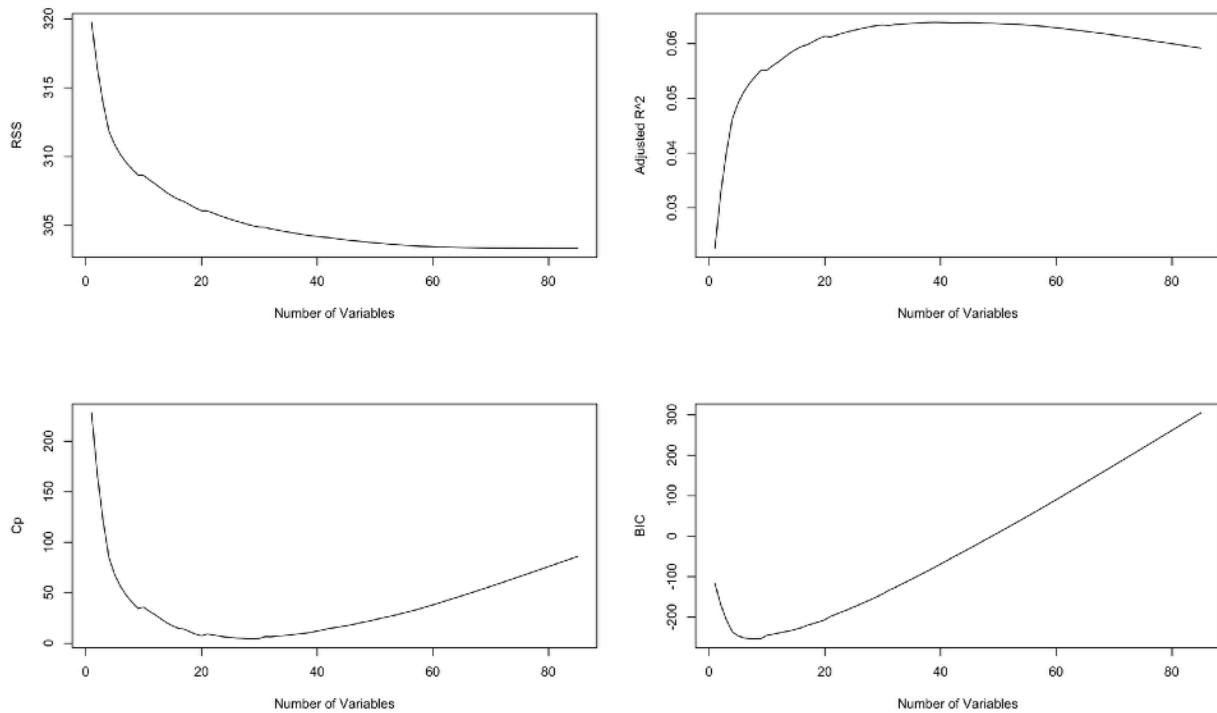 RSS
320
315
310
305
0 20 40 60 80
Number of Variables
Adjusted R^2
0.06
0.05
0.04
0.03
0 20 40 60 80
Number of Variables
Cp
200
150
100
50
0
0 20 40 60 80
Number of Variables
BIC
300
200
100
0
-100
-200
0 20 40 60 80
Number of Variables